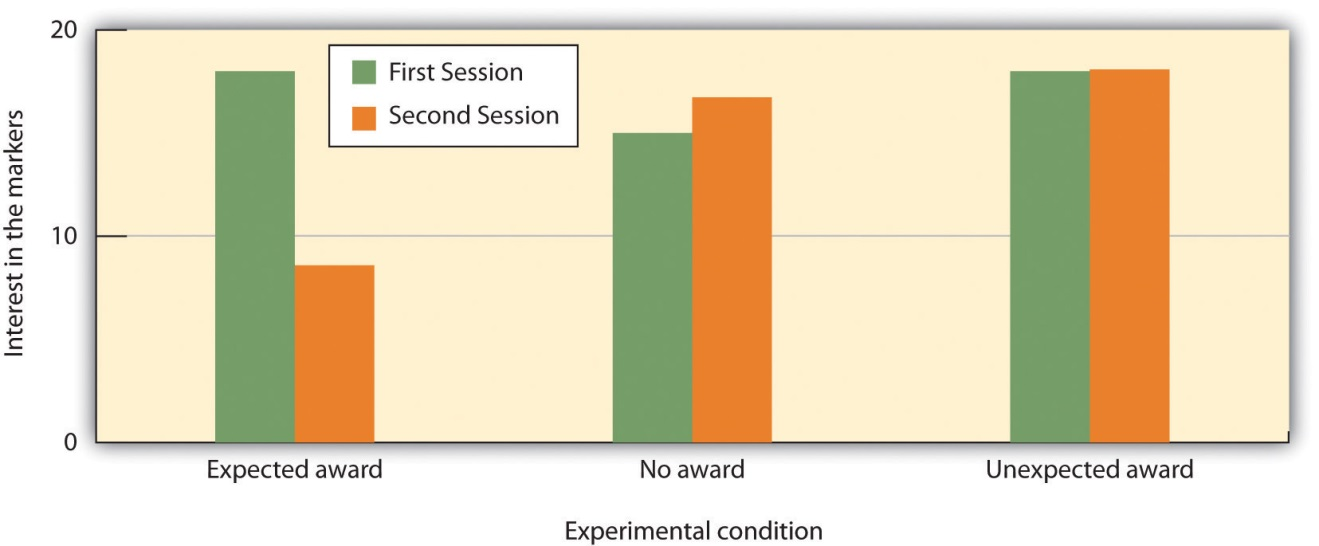 20
First Session
Second Session
Interest in the markers
10
0
Expected award
No award
Unexpected award
Experimental condition